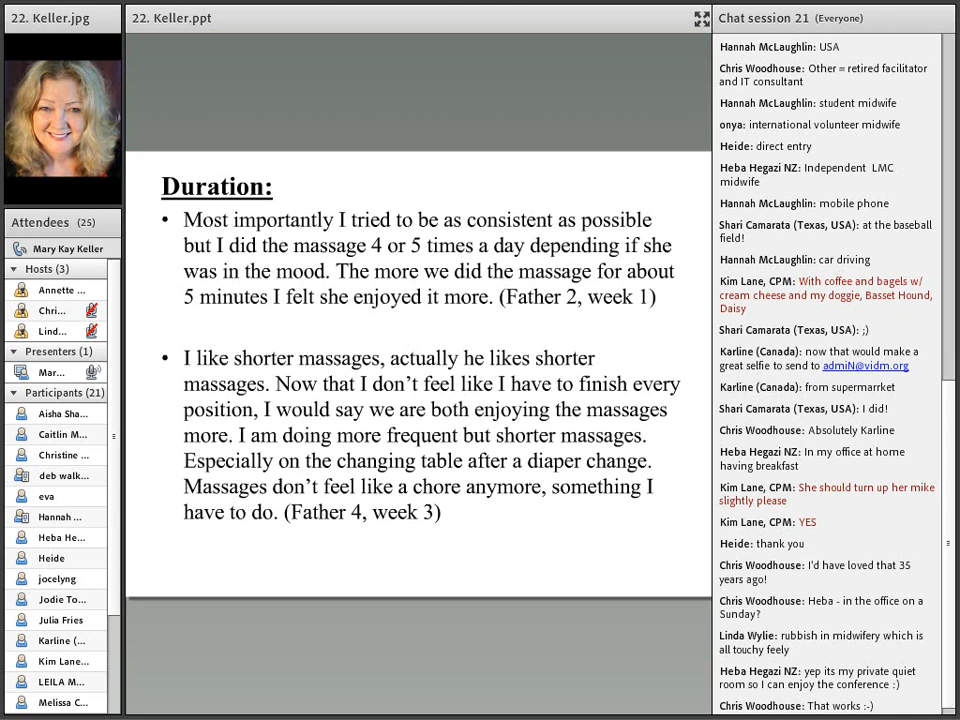 22. Keller.jpg
Attendees (25)
Mary Kay Keller
Hosts (3)
Annette ...
Chri...
Lind...
Presenters (1)
Mar...
Participants (21)
Aisha Sha...
Caitlin M...
Christine ...
deb walk...
eva
Hannah ...
Heba He...
Heide
jocelyng
Jodie To...
Julia Fries
Karline (...
Kim Lane...
LEILA M...
Melissa C...
22. Keller.ppt
Duration:
• Most importantly I tried to be as consistent as possible
but I did the massage 4 or 5 times a day depending if she
was in the mood. The more we did the massage for about
5 minutes I felt she enjoyed it more. (Father 2, week 1)
• I like shorter massages, actually he likes shorter
massages. Now that I don't feel like I have to finish every
position, I would say we are both enjoying the massages
more. I am doing more frequent but shorter massages.
Especially on the changing table after a diaper change.
Massages don't feel like a chore anymore, something I
have to do. (Father 4, week 3)
Chat session 21 (Everyone)
Hannah McLaughlin: USA
Chris Woodhouse: Other = retired facilitator
and IT consultant
Hannah McLaughlin: student midwife
onya: international volunteer midwife
Heide: direct entry
Heba Hegazi NZ: Independent LMC
midwife
Hannah McLaughlin: mobile phone
Shari Camarata (Texas, USA): at the baseball
field!
Hannah McLaughlin: car driving
Kim Lane, CPM: With coffee and bagels w/
cream cheese and my doggie, Basset Hound,
Daisy
Shari Camarata (Texas, USA): ;)
Karline (Canada): now that would make a
great selfie to send to admiN@vidm.org
Karline (Canada): from supermarrket
Shari Camarata (Texas, USA): I did!
Chris Woodhouse: Absolutely Karline
Heba Hegazi NZ: In my office at home
having breakfast
Kim Lane, CPM: She should turn up her mike
slightly please
Kim Lane, CPM: YES
Heide: thank you
Chris Woodhouse: I'd have loved that 35
years ago!
Chris Woodhouse: Heba - in the office on a
Sunday?
Linda Wylie: rubbish in midwifery which is
all touchy feely
Heba Hegazi NZ: yep its my private quiet
room so I can enjoy the conference :)
Chris Woodhouse: That works :-)